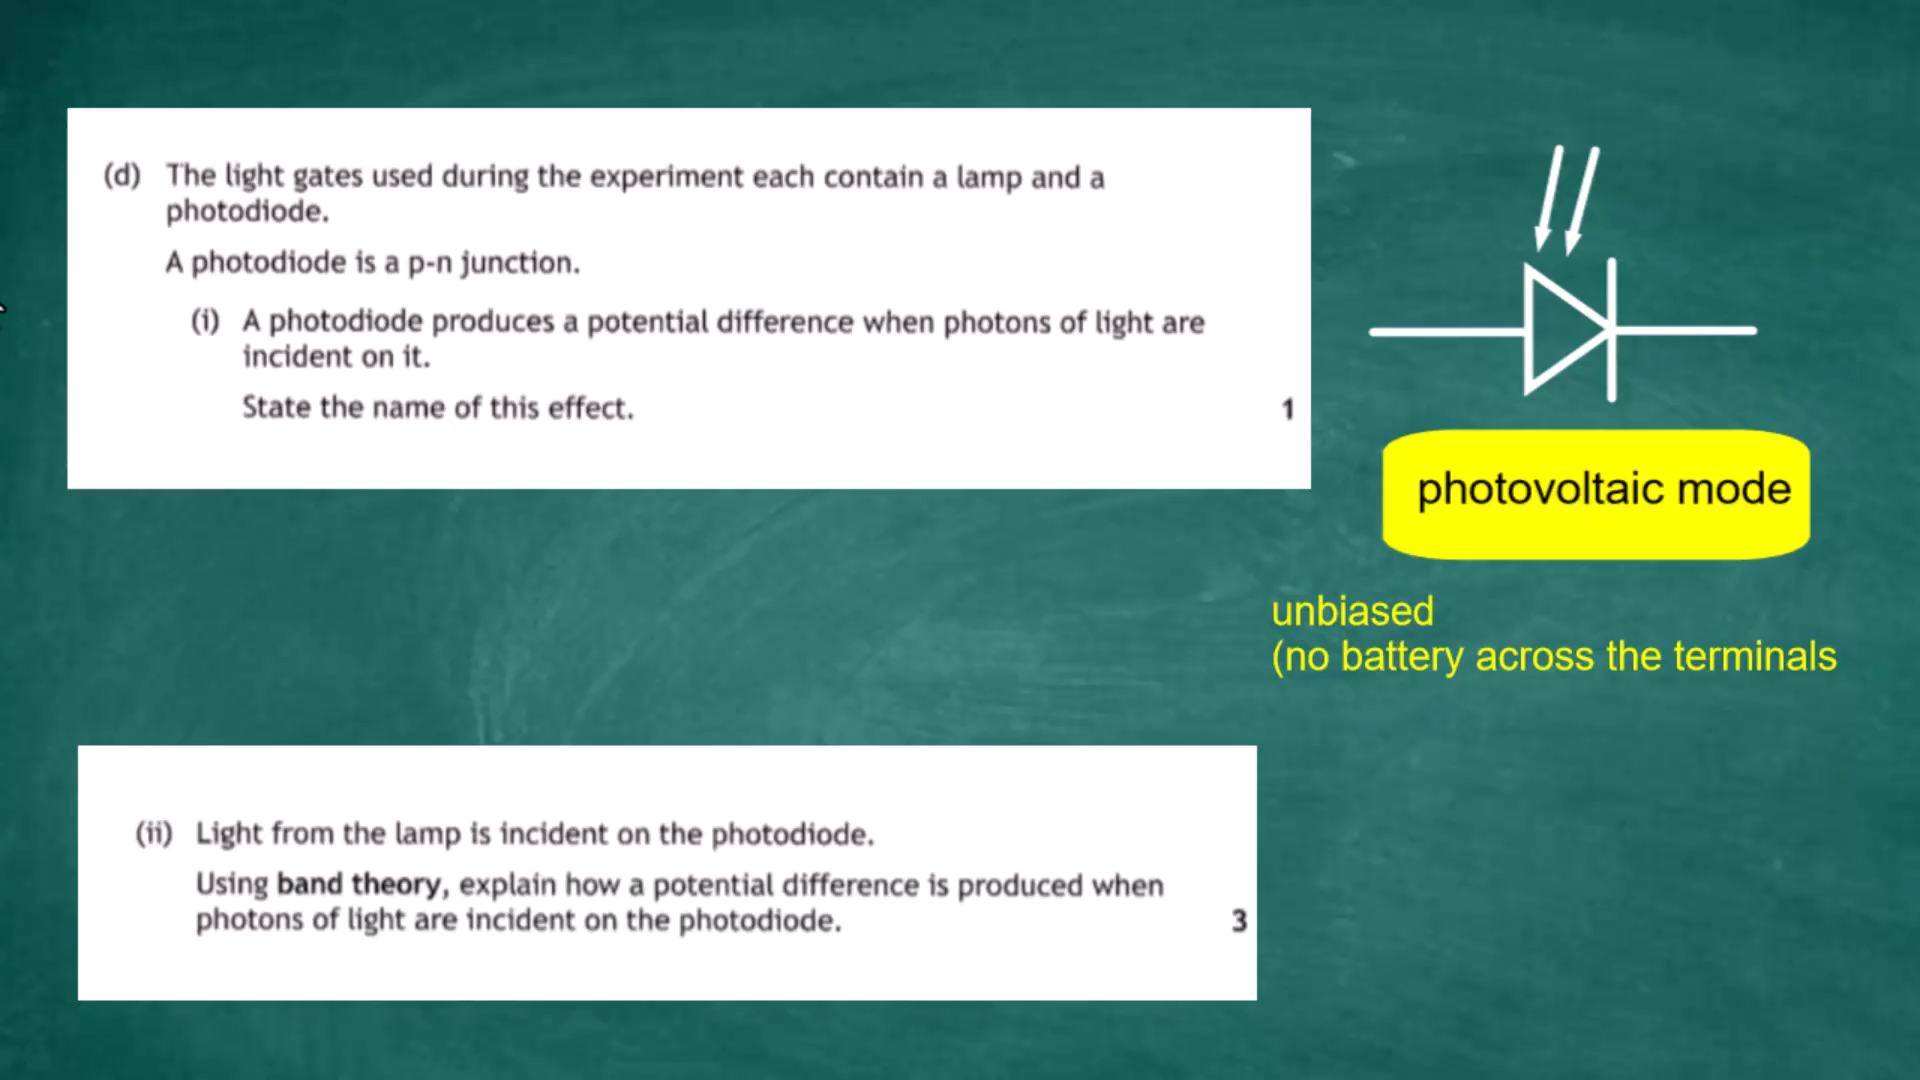 (d) The light gates used during the experiment each contain a lamp and a
photodiode.
A photodiode is a p-n junction.
(i) A photodiode produces a potential difference when photons of light are
incident on it.
State the name of this effect.
1
photovoltaic mode
unbiased
(no battery across the terminals
(ii) Light from the lamp is incident on the photodiode.
Using band theory, explain how a potential difference is produced when
photons of light are incident on the photodiode.
3